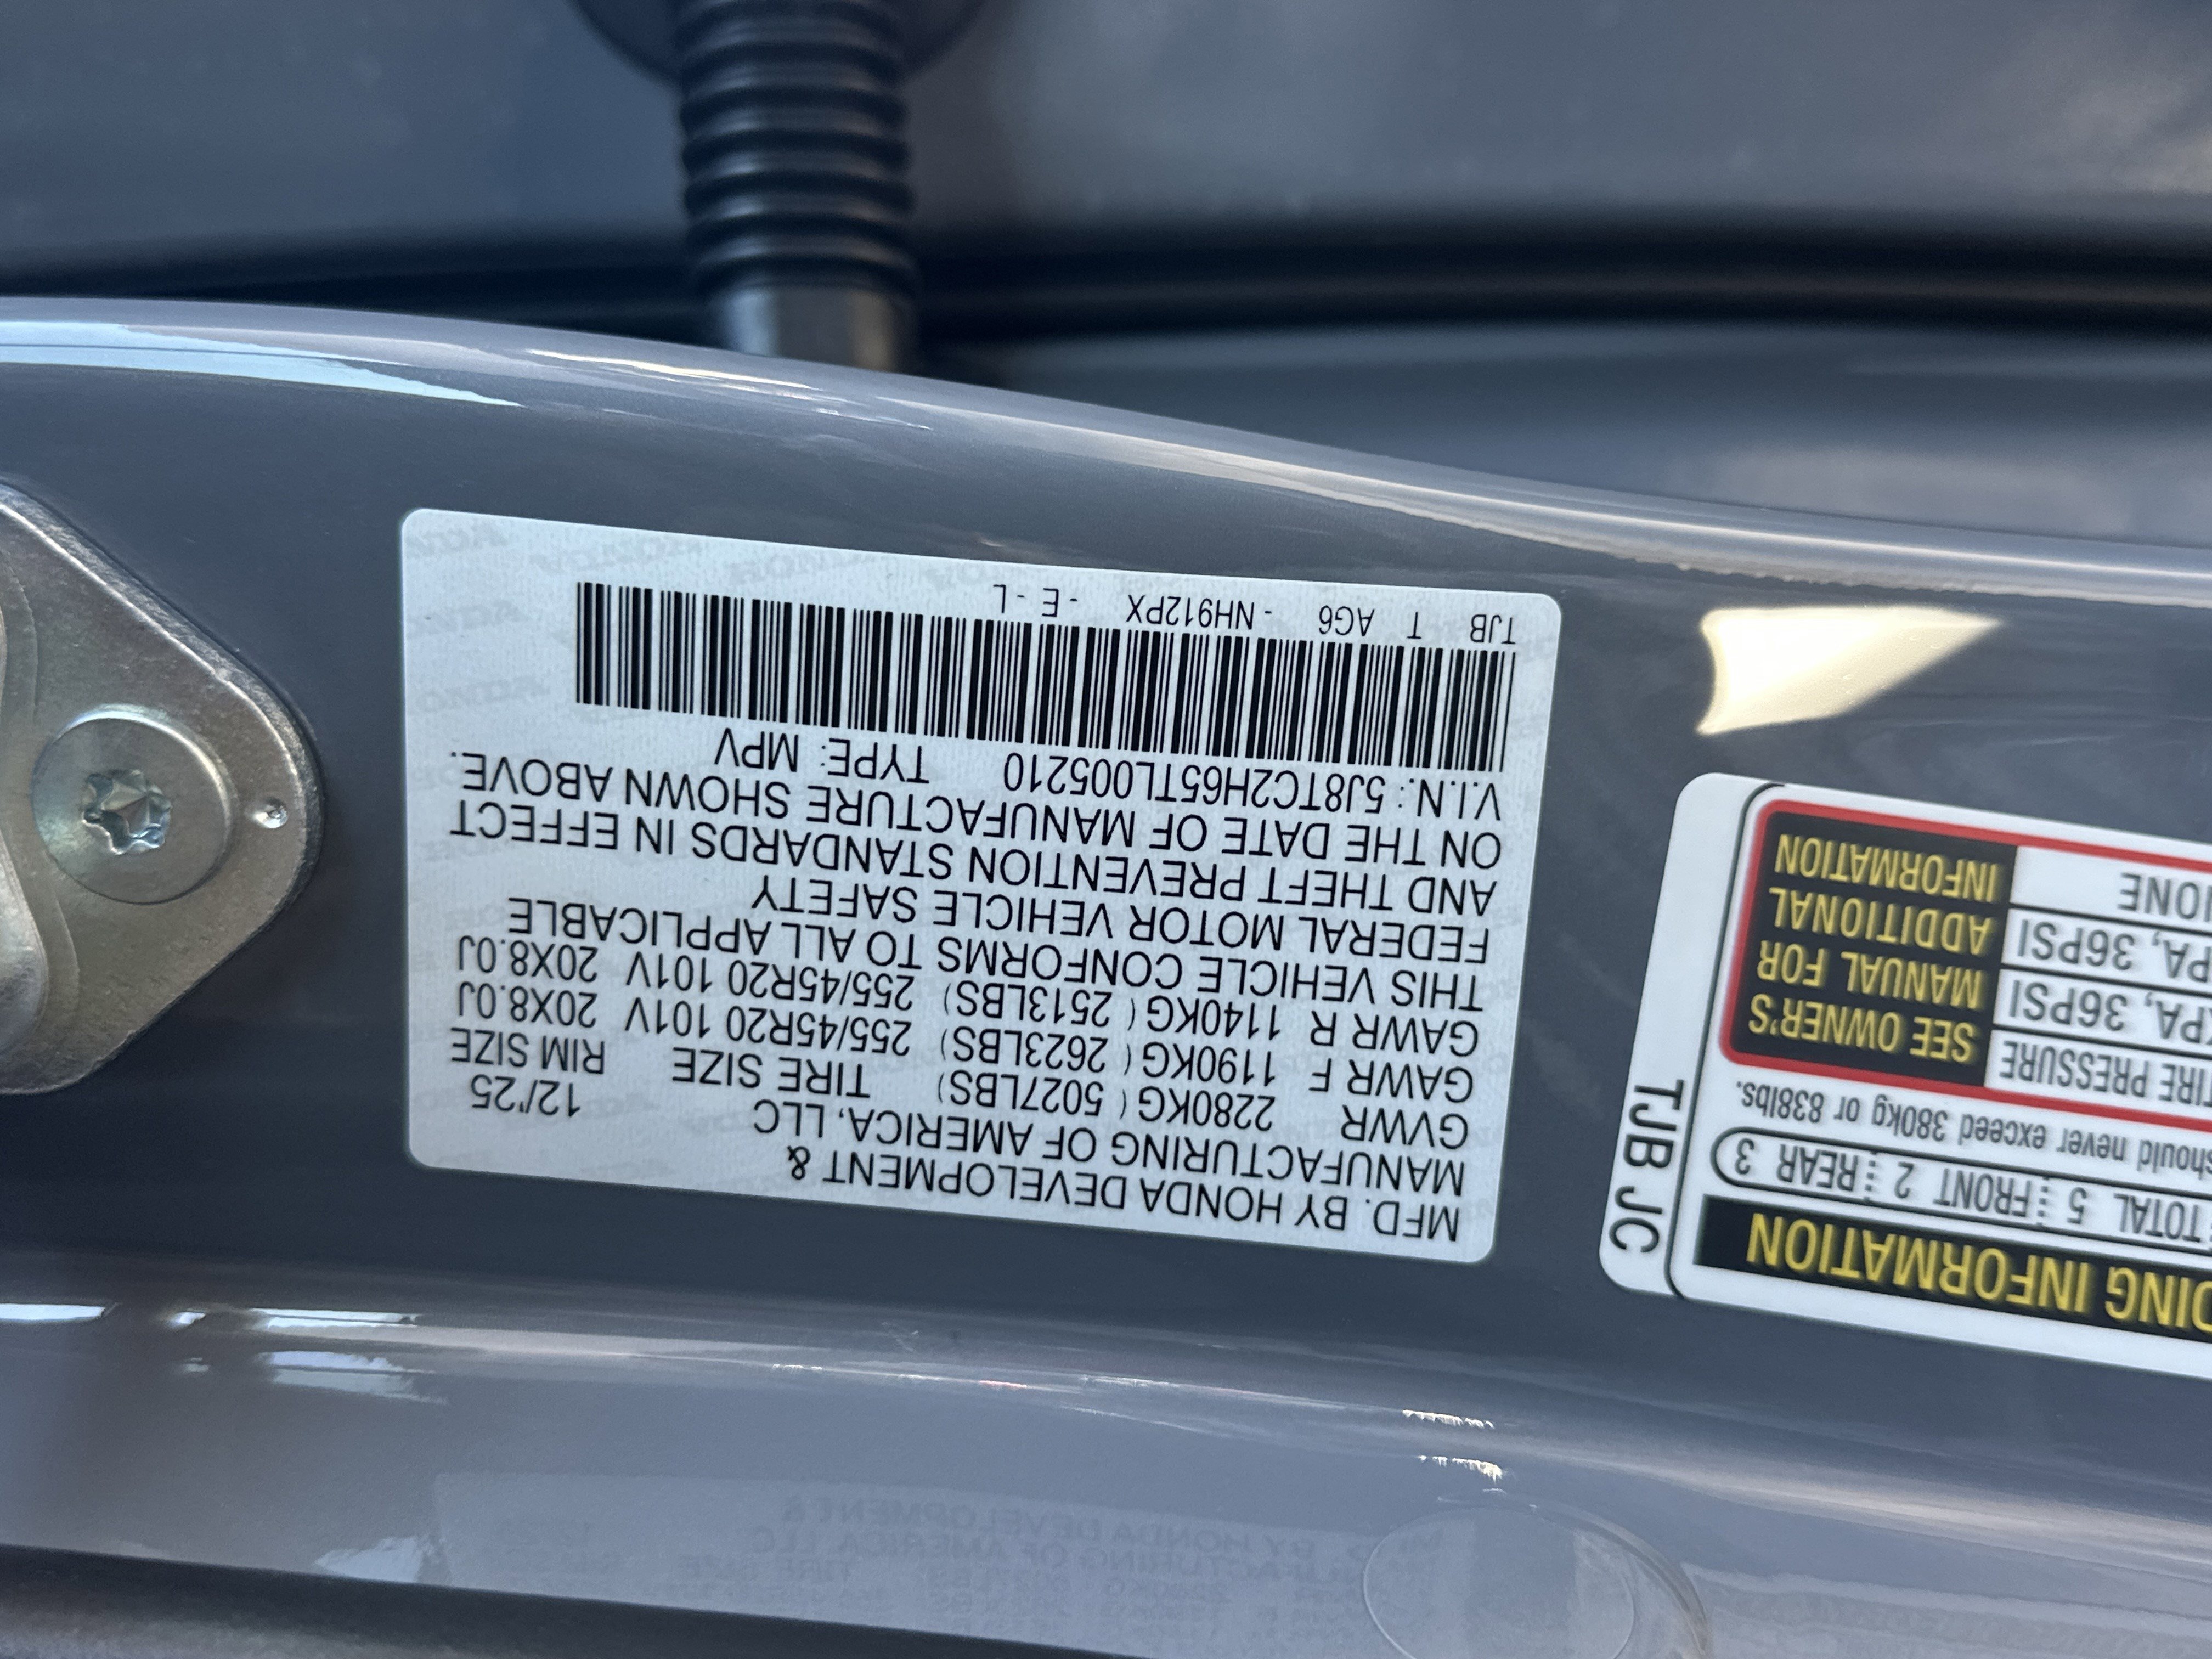 MFD. BY HONDA DEVELOPMENT &
MANUFACTURING OF AMERICA, LLC 12/'25
GVWR 2280KG ( 5027LBS) TIRE SIZE RIM SIZE
GAWR F 1190KG ( 2623LBS) 255/45R20 101V 20X8.0J
GAWR R 1140KG ( 2513LBS) 255/45R20 101V 20X8.0J
THIS VEHICLE CONFORMS TO ALL APPLICABLE
FEDERAL MOTOR VEHICLE SAFETY
AND THEFT PREVENTION STANDARDS IN EFFECT
ON THE DATE OF MANUFACTURE SHOWN ABOVE.
V.I.N.: 5J8TC2H65TL005210 TYPE: MPV
TJB T AG6 - NH912PX - E - L
DING INFORMATION
TOTAL 5 FRONT 2 REAR 3
should never exceed 380kg or 838lbs.
IRE PRESSURE
KPA, 36PSI
PA, 36PSI
IONE
SEE OWNER'S
MANUAL FOR
ADDITIONAL
INFORMATION
TJB JC